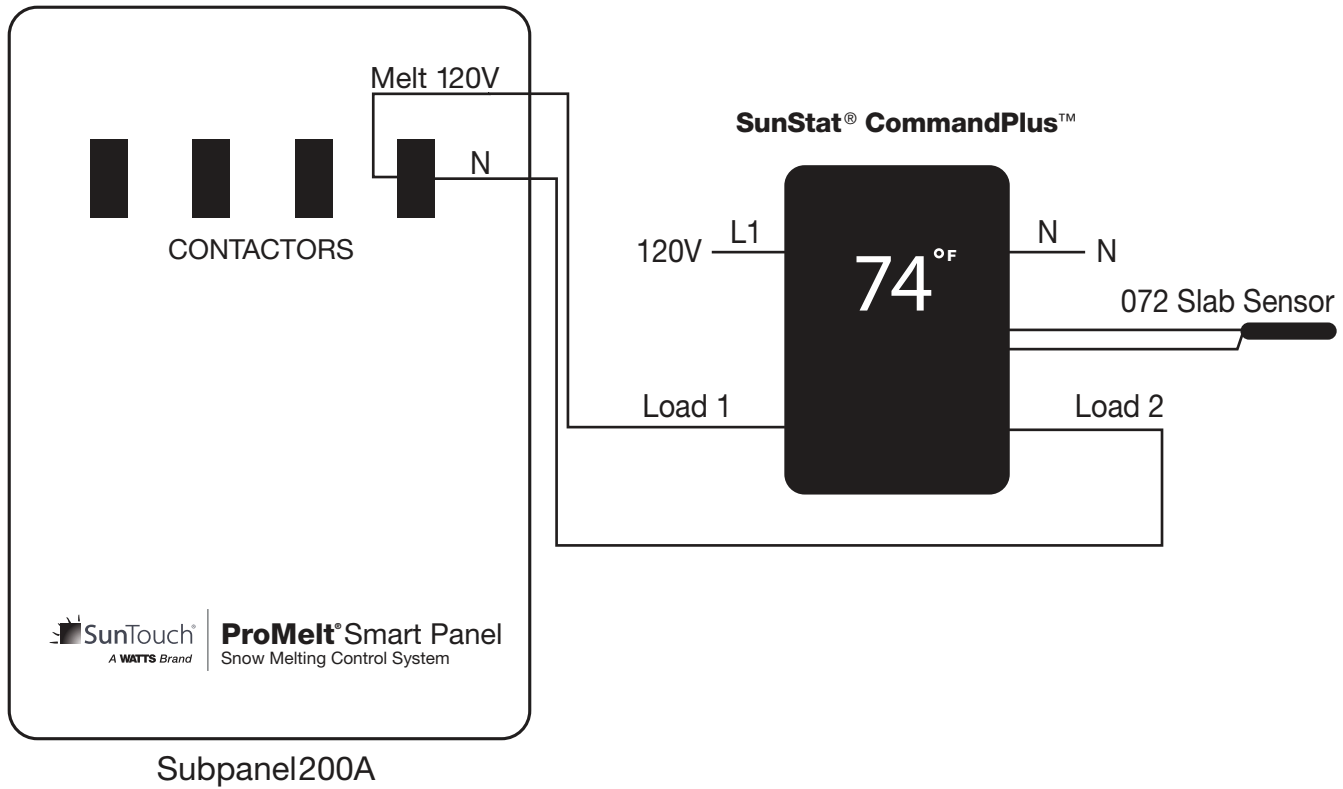 Melt 120V
N
CONTACTORS
SunStat® CommandPlus™
120V
L1
74°F
N
N
072 Slab Sensor
Load 1
Load 2
SunTouch®
A WATTS Brand
ProMelt® Smart Panel
Snow Melting Control System
Subpanel200A